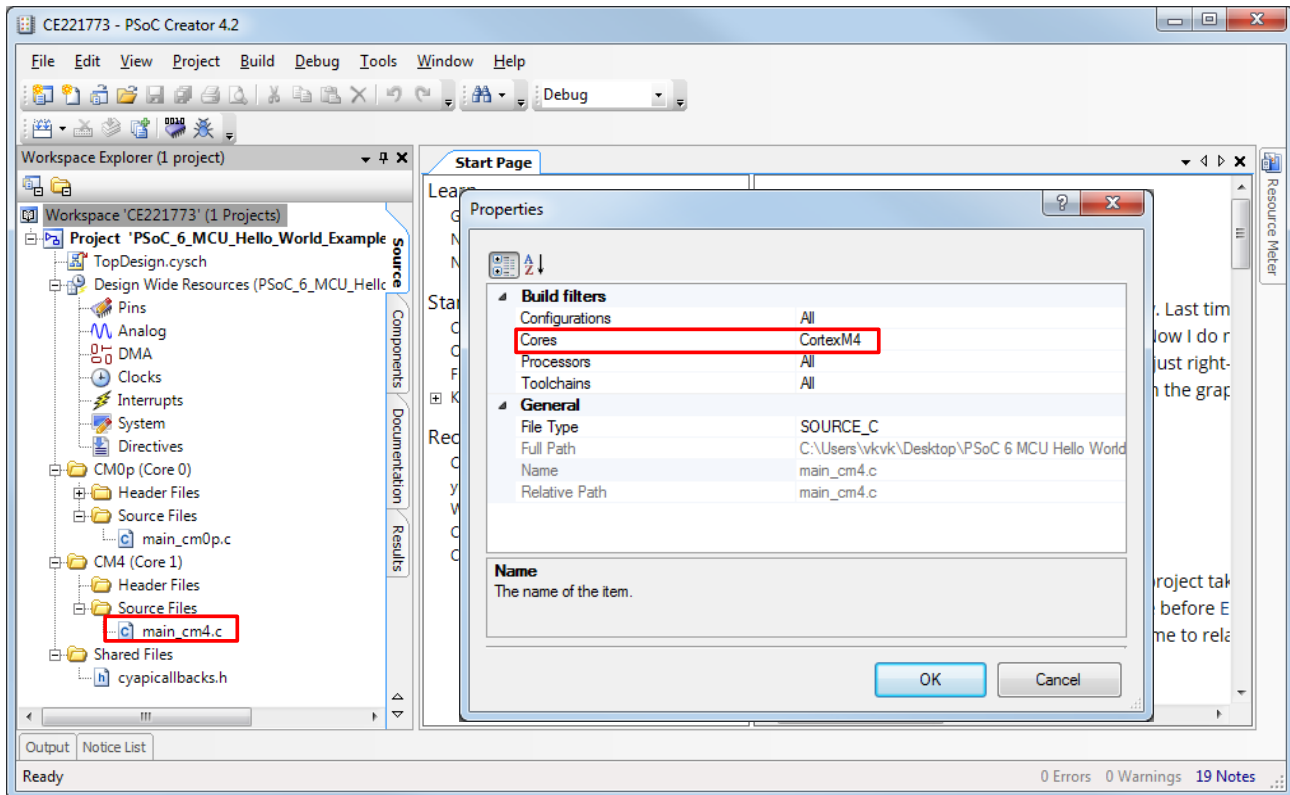 CE221773 - PSoC Creator 4.2
File Edit View Project Build Debug Tools Window Help
Debug
Workspace Explorer (1 project)
Start Page
Workspace 'CE221773' (1 Projects)
Project 'PSoC_6_MCU_Hello_World_Example
TopDesign.cysch
Design Wide Resources (PSoC_6_MCU_Hellc
Pins
Analog
DMA
Clocks
Interrupts
System
Directives
CM0p (Core 0)
Header Files
Source Files
main_cm0p.c
CM4 (Core 1)
Header Files
Source Files
main_cm4.c
Shared Files
cyapicallbacks.h
Source
Components
Documentation
Results
Learn
Star
Rec
Properties
Build filters
Configurations All
Cores CortexM4
Processors All
Toolchains All
General
File Type SOURCE_C
Full Path C:\Users\vkvk\Desktop\PSoC 6 MCU Hello World
Name main_cm4.c
Relative Path main_cm4.c
Name
The name of the item.
OK Cancel
. Last tim
Now I do r
just right-
the grap
project tak
before E
me to rela
Resource Meter
Output Notice List
Ready 0 Errors 0 Warnings 19 Notes